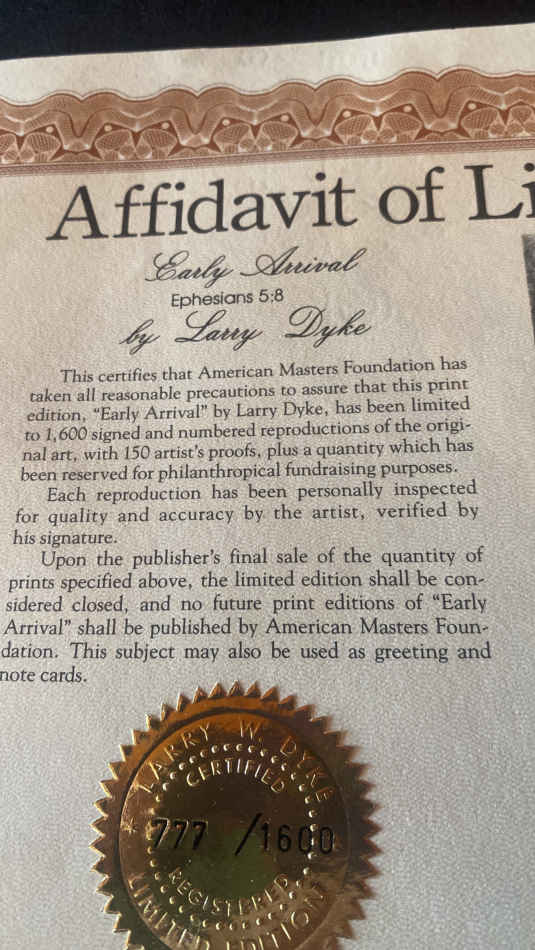 Affidavit of Li
Early Arrival
Ephesians 5:8
by Larry Dyke
This certifies that American Masters Foundation has
taken all reasonable precautions to assure that this print
edition, “Early Arrival” by Larry Dyke, has been limited
to 1,600 signed and numbered reproductions of the origi-
nal art, with 150 artist's proofs, plus a quantity which has
been reserved for philanthropical fundraising purposes.
Each reproduction has been personally inspected
for quality and accuracy by the artist, verified by
his signature.
Upon the publisher's final sale of the quantity of
prints specified above, the limited edition shall be con-
sidered closed, and no future print editions of “Early
Arrival” shall be published by American Masters Foun-
dation. This subject may also be used as greeting and
note cards.
LARRY W. DYKE
CERTIFIED
777 /1600
REGISTERED
LIMITED EDITION